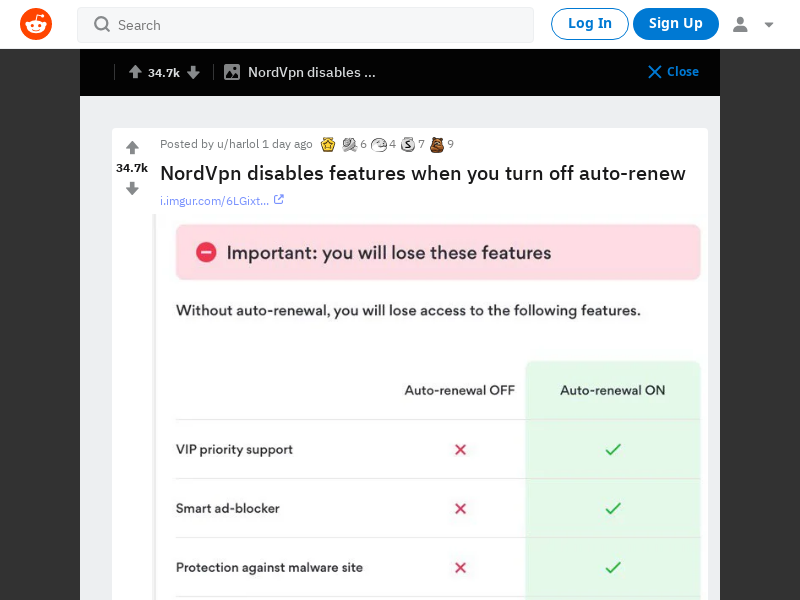 Search
Log In
Sign Up
34.7k
NordVpn disables ...
Close
Posted by u/harlol 1 day ago
6
4
7
9
34.7k
NordVpn disables features when you turn off auto-renew
i.imgur.com/6LGixt...
Important: you will lose these features
Without auto-renewal, you will lose access to the following features.
Auto-renewal OFF
Auto-renewal ON
VIP priority support
Smart ad-blocker
Protection against malware site